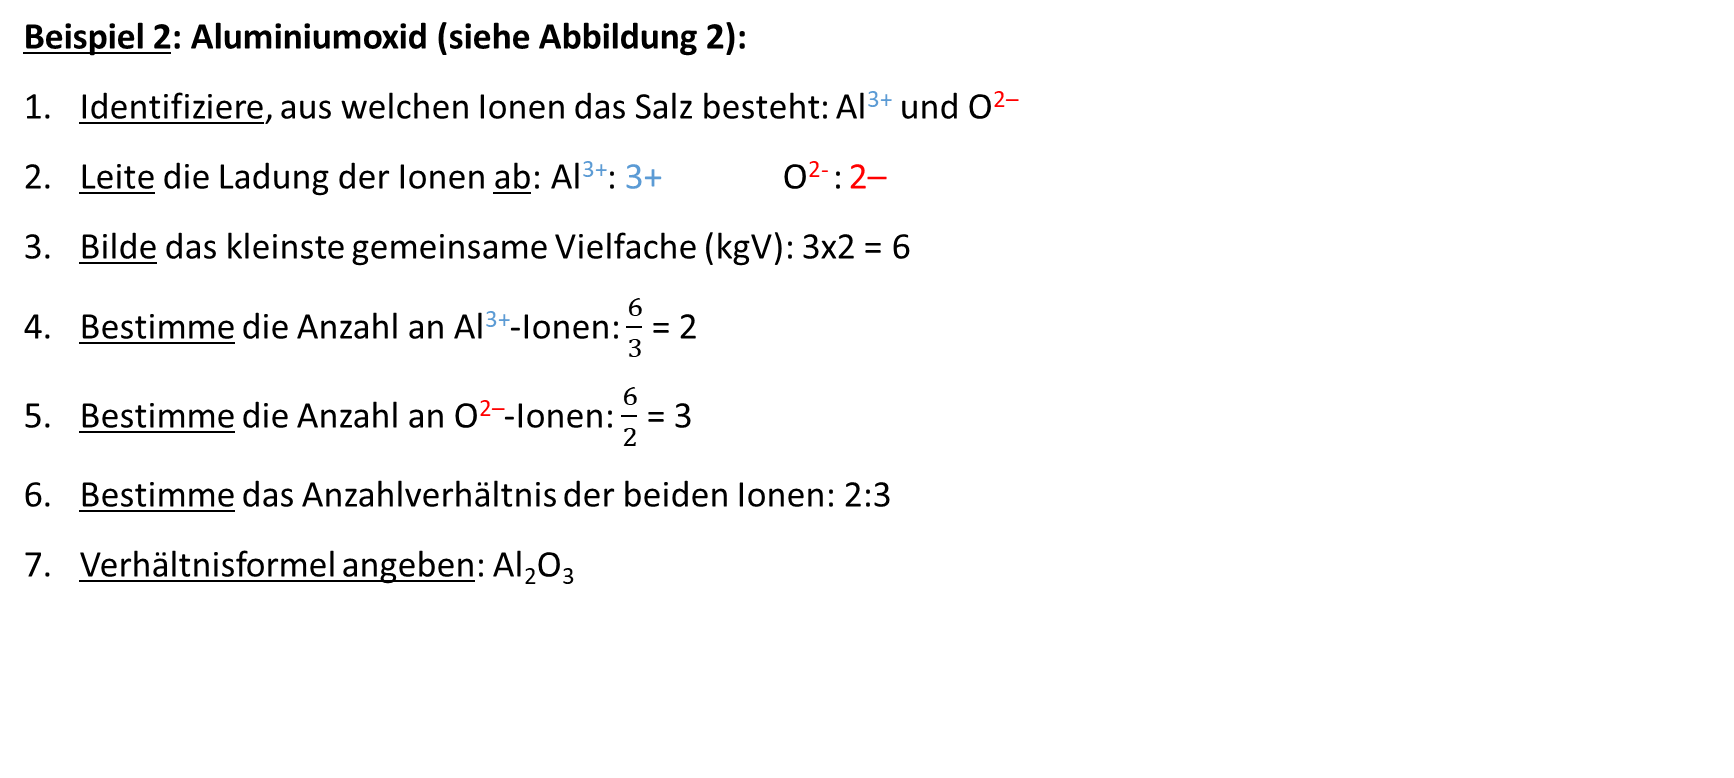 Beispiel 2: Aluminiumoxid (siehe Abbildung 2):
1. Identifiziere, aus welchen Ionen das Salz besteht: Al³⁺ und O²⁻
2. Leite die Ladung der Ionen ab: Al³⁺: 3+ O²⁻: 2–
3. Bilde das kleinste gemeinsame Vielfache (kgV): 3x2 = 6
4. Bestimme die Anzahl an Al³⁺-Ionen: 6/3 = 2
5. Bestimme die Anzahl an O²⁻-Ionen: 6/2 = 3
6. Bestimme das Anzahlverhältnis der beiden Ionen: 2:3
7. Verhältnisformel angeben: Al₂O₃